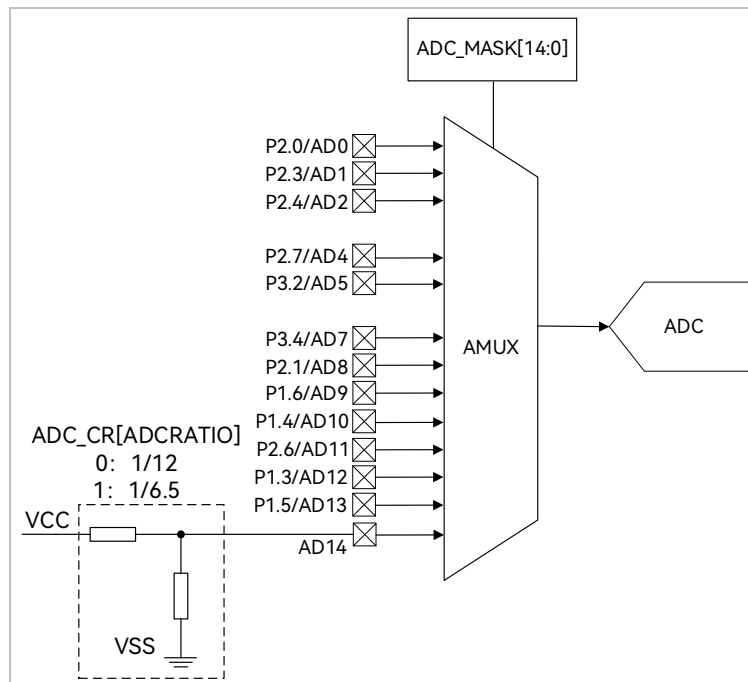 ADC_MASK[14:0]
P2.0/AD0
P2.3/AD1
P2.4/AD2
P2.7/AD4
P3.2/AD5
P3.4/AD7
P2.1/AD8
P1.6/AD9
P1.4/AD10
P2.6/AD11
P1.3/AD12
P1.5/AD13
AD14
AMUX
ADC
ADC_CR[ADCRATIO]
0: 1/12
1: 1/6.5
VCC
VSS